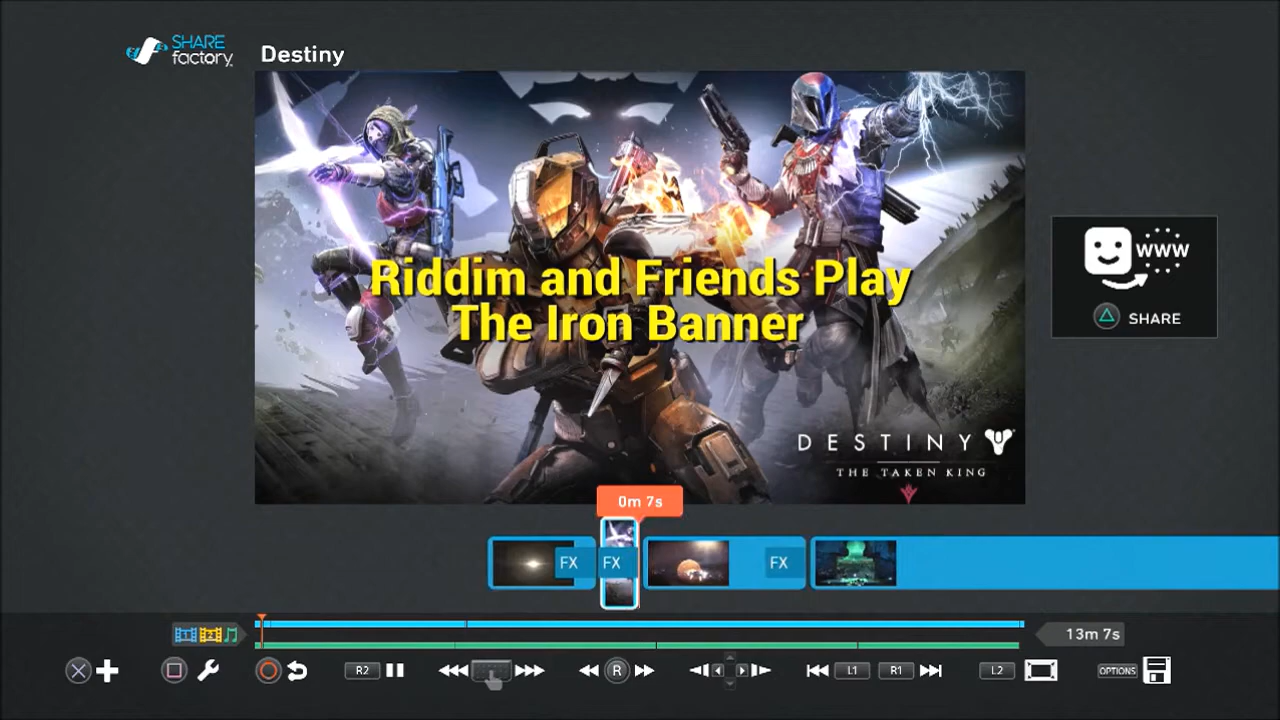 SHARE
factory
Destiny
Riddim and Friends Play
The Iron Banner
WWW
SHARE
DESTINY
THE TAKEN KING
0m 7s
FX
FX
FX
13m 7s
R2
R
L1
R1
L2
OPTIONS